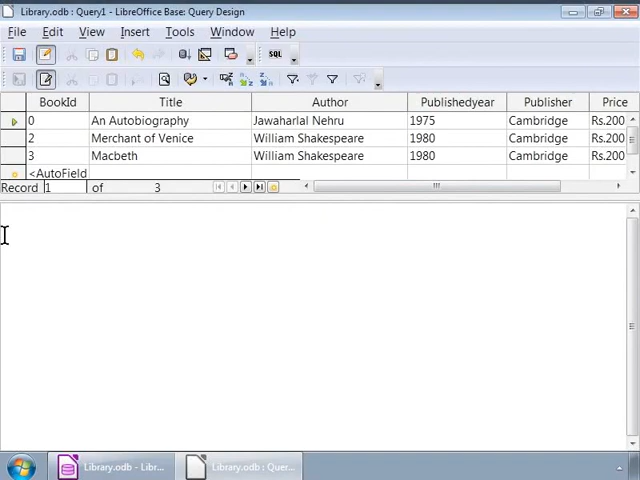 Library.odb : Query1 - LibreOffice Base: Query Design
File Edit View Insert Tools Window Help
SQL
BookId Title Author Publishedyear Publisher Price
0 An Autobiography Jawaharlal Nehru 1975 Cambridge Rs.200
2 Merchant of Venice William Shakespeare 1980 Cambridge Rs.200
3 Macbeth William Shakespeare 1980 Cambridge Rs.200
<AutoField
Record 1 of 3
Library.odb - Libr... Library.odb : Que...